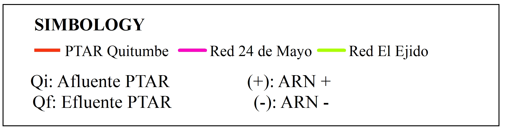 SIMBOLOGY
PTAR Quitumbe Red 24 de Mayo Red El Ejido
Qi: Afluente PTAR (+): ARN +
Qf: Efluente PTAR (-): ARN -